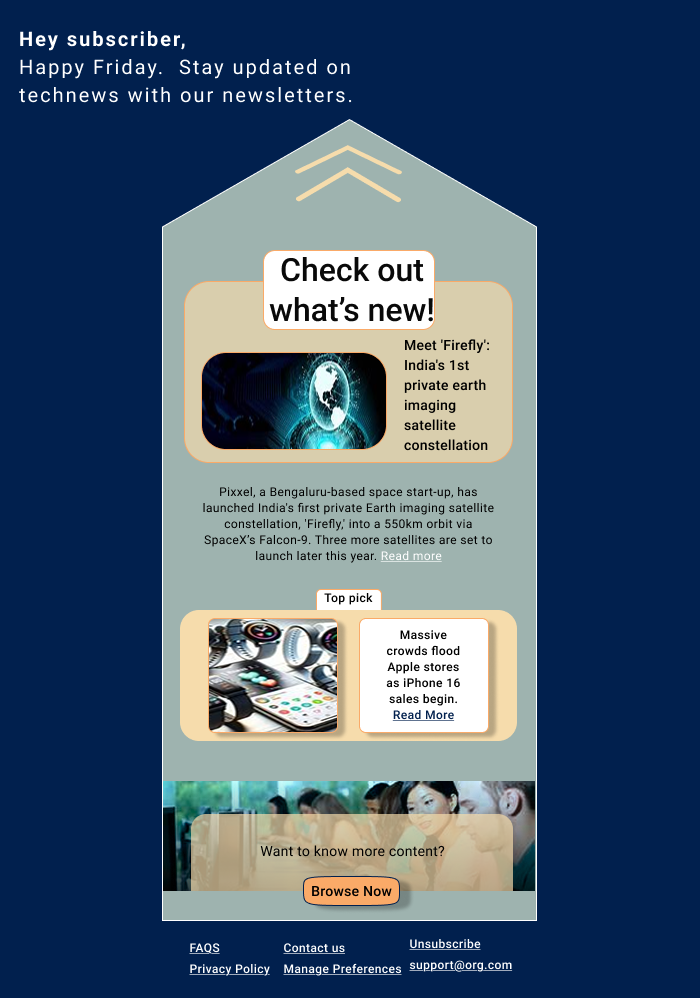 Hey subscriber,
Happy Friday.  Stay updated on
technews with our newsletters.
Check out
what’s new!
Meet 'Firefly':
India's 1st
private earth
imaging
satellite
constellation
Pixxel, a Bengaluru-based space start-up, has
launched India's first private Earth imaging satellite
constellation, 'Firefly,' into a 550km orbit via
SpaceX’s Falcon-9. Three more satellites are set to
launch later this year. Read more
Top pick
Massive
crowds flood
Apple stores
as iPhone 16
sales begin.
Read More
Want to know more content?
Browse Now
FAQS
Contact us
Unsubscribe
Privacy Policy
Manage Preferences
support@org.com